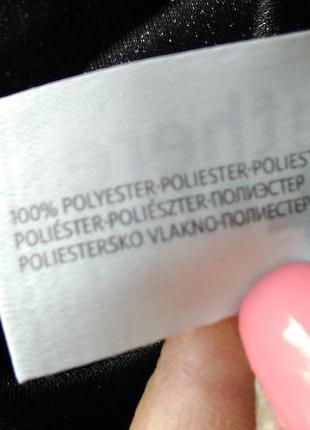 100% POLYESTER-POLIESTER-POLIEST
POLIÉSTER-POLIÉSZTER-ПОЛИЭСТЕР
POLIESTERSKO VLAKNO-ПОЛИЕСТЕР